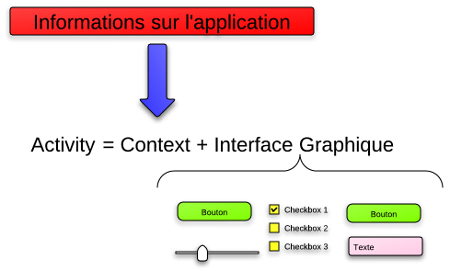 Informations sur l'application
Activity = Context + Interface Graphique
Bouton
Checkbox 1
Bouton
Checkbox 2
Checkbox 3
Texte